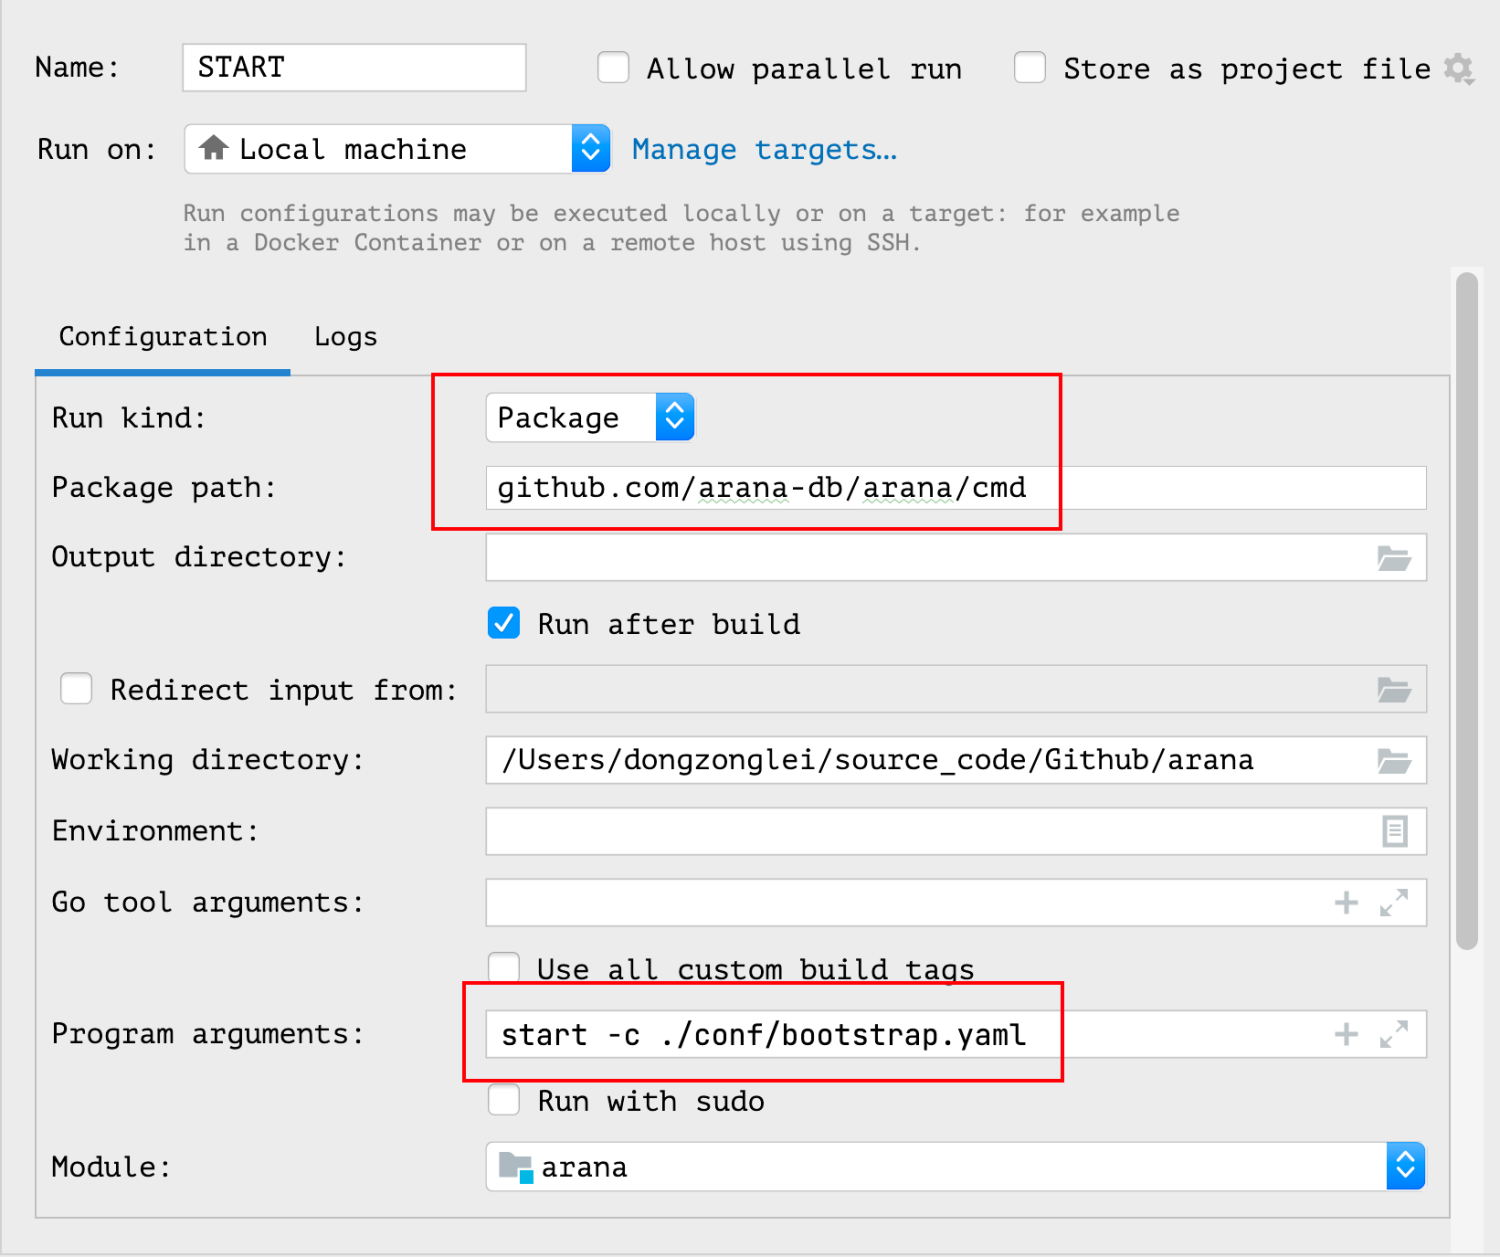 Name: START Allow parallel run Store as project file
Run on: Local machine Manage targets...
Run configurations may be executed locally or on a target: for example
in a Docker Container or on a remote host using SSH.
Configuration Logs
Run kind: Package
Package path: github.com/arana-db/arana/cmd
Output directory:
Run after build
Redirect input from:
Working directory: /Users/dongzonglei/source_code/Github/arana
Environment:
Go tool arguments:
Use all custom build tags
Program arguments: start -c ./conf/bootstrap.yaml
Run with sudo
Module: arana